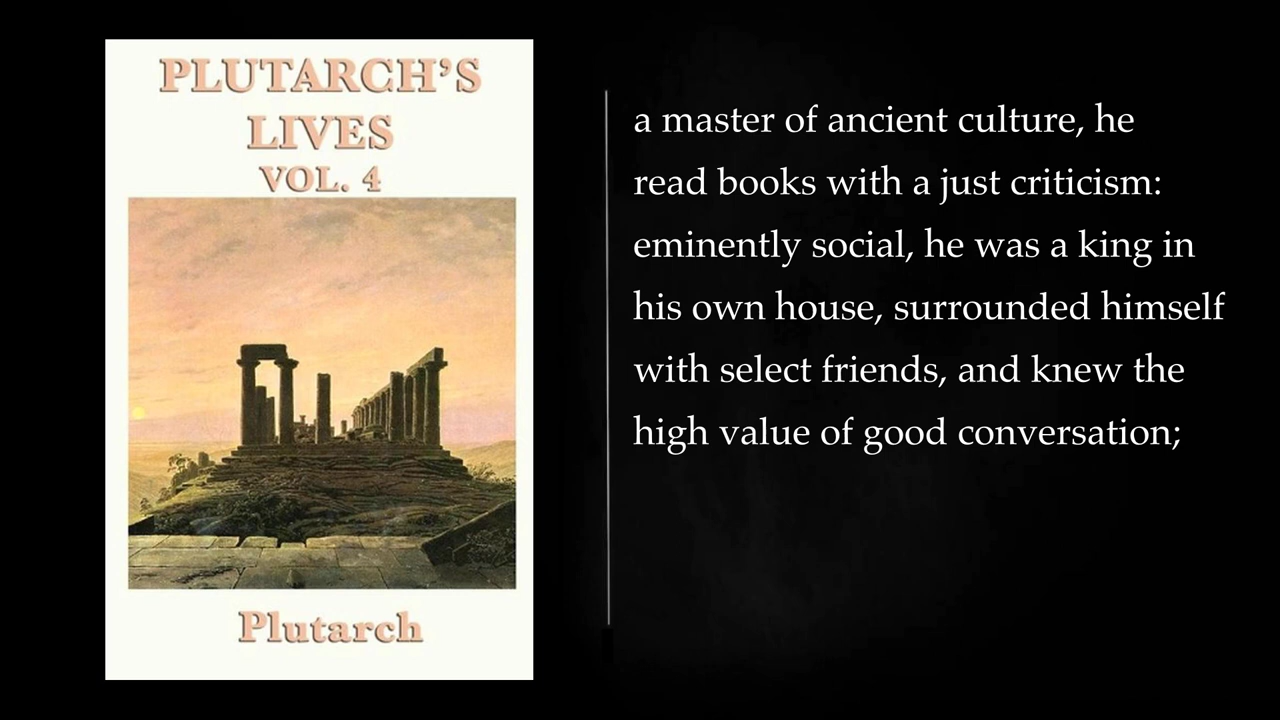 PLUTARCH'S
LIVES
VOL. 4
Plutarch
a master of ancient culture, he
read books with a just criticism:
eminently social, he was a king in
his own house, surrounded himself
with select friends, and knew the
high value of good conversation;